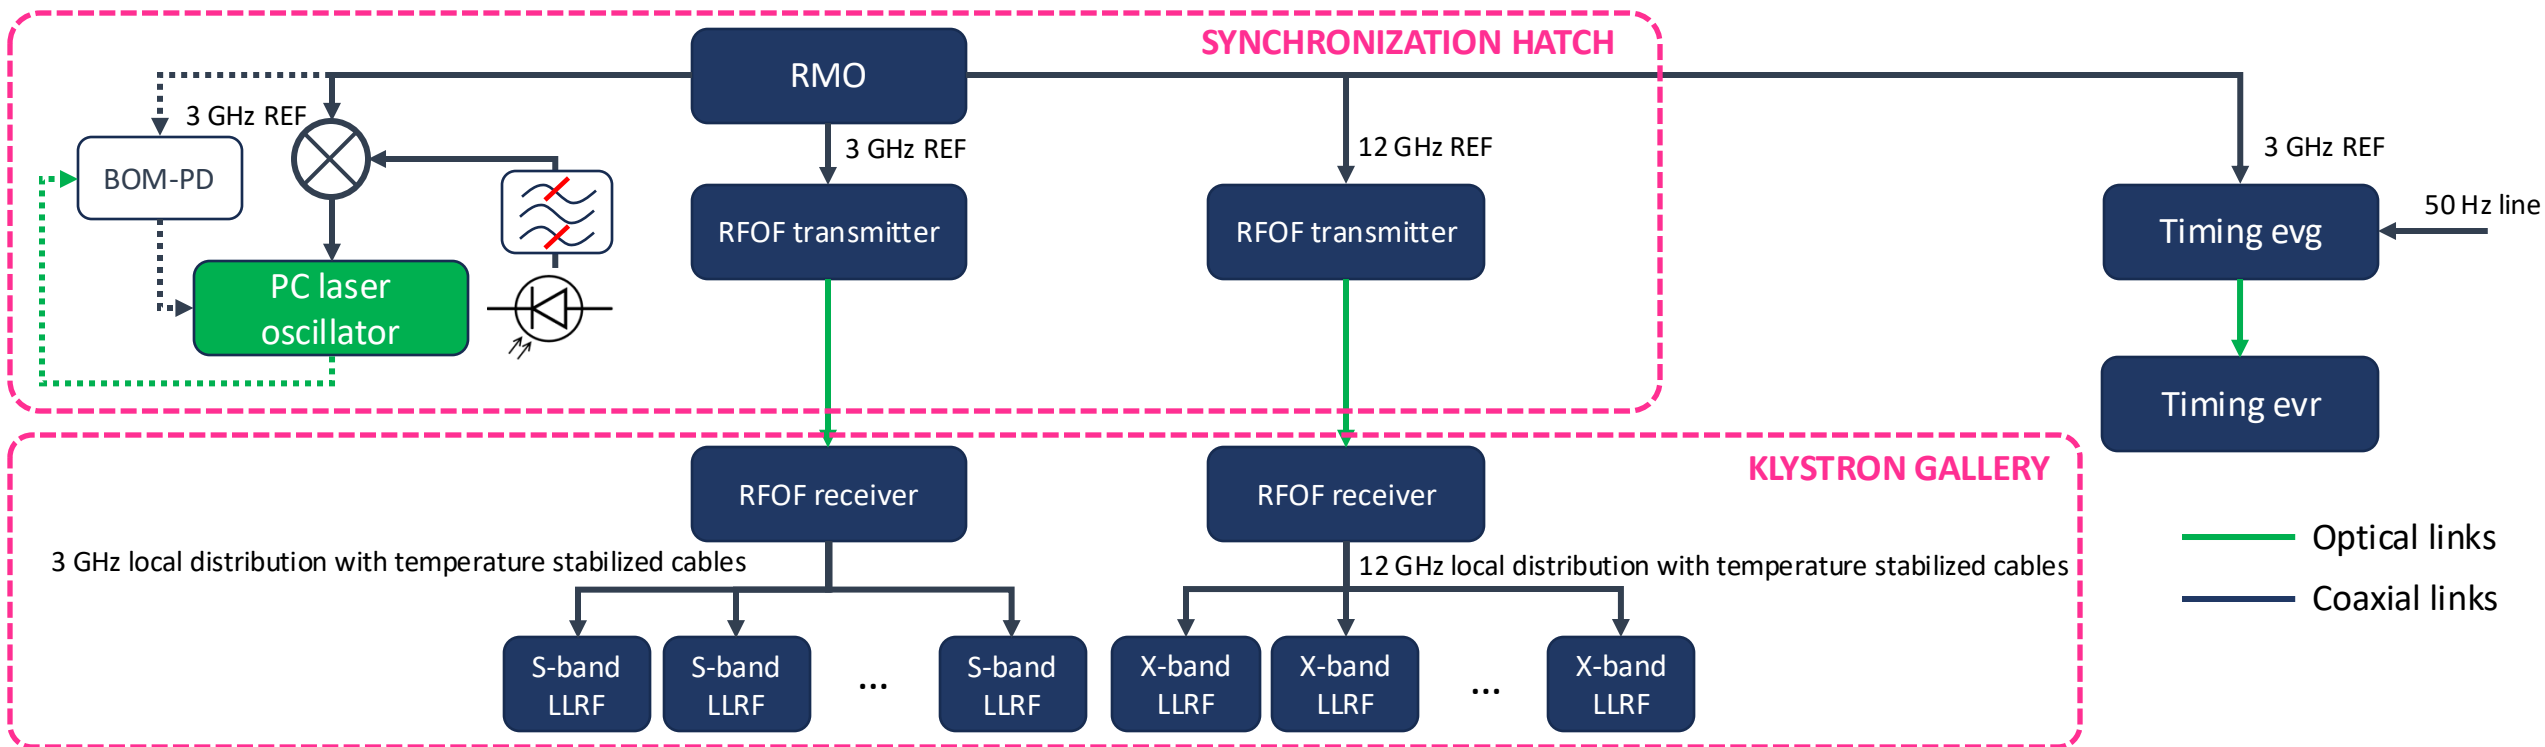 SYNCHRONIZATION HATCH
RMO
3 GHz REF
3 GHz REF
12 GHz REF
3 GHz REF
BOM-PD
RFOF transmitter
RFOF transmitter
Timing evg
50 Hz line
PC laser
oscillator
Timing evr
KLYSTRON GALLERY
RFOF receiver
RFOF receiver
3 GHz local distribution with temperature stabilized cables
12 GHz local distribution with temperature stabilized cables
Optical links
Coaxial links
S-band
LLRF
S-band
LLRF
...
S-band
LLRF
X-band
LLRF
X-band
LLRF
...
X-band
LLRF